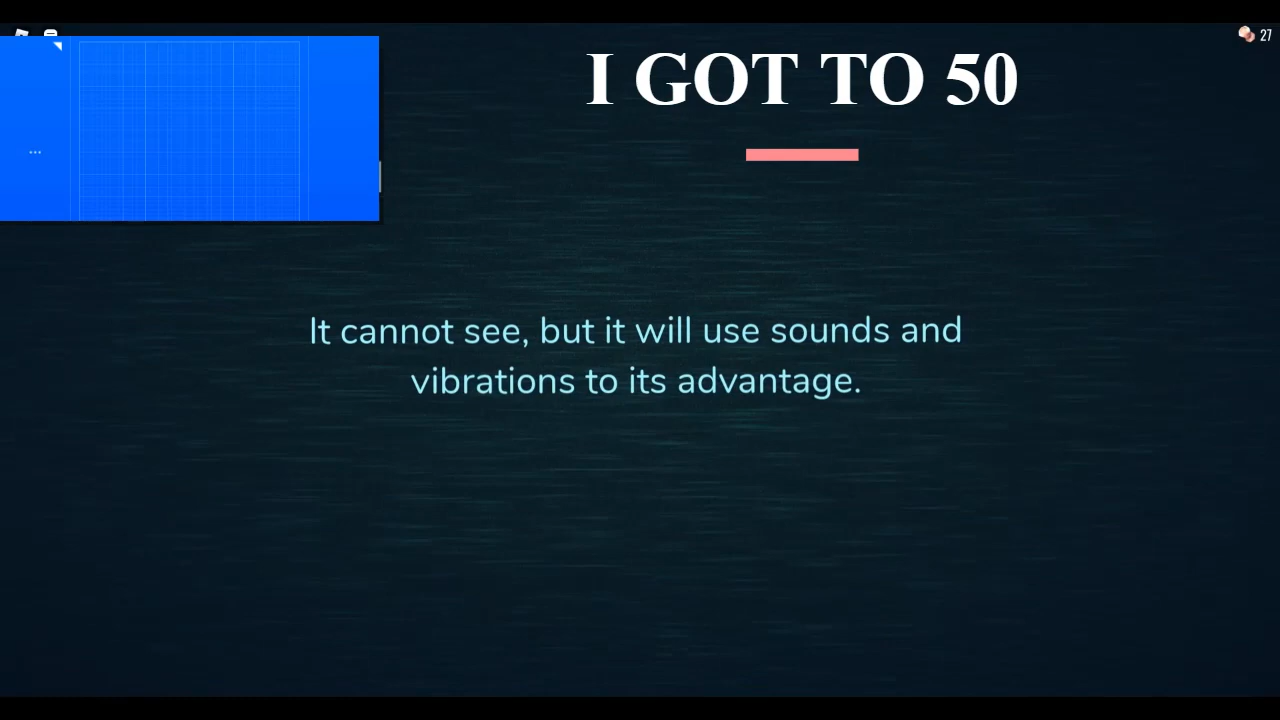 27
I GOT TO 50
...
It cannot see, but it will use sounds and
vibrations to its advantage.